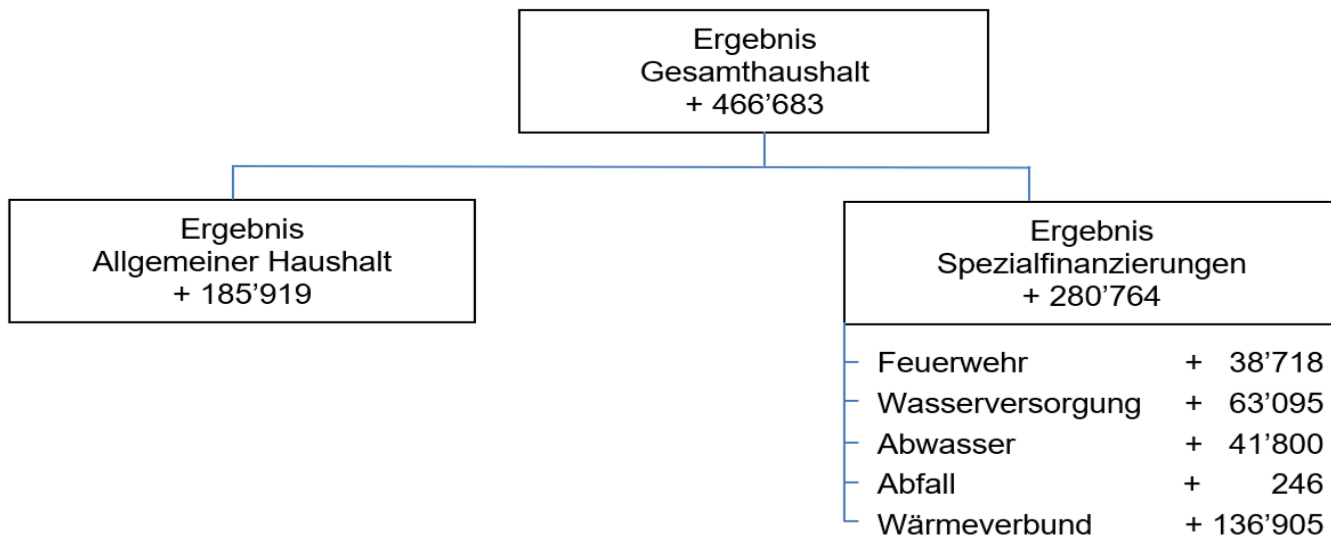 Ergebnis
Gesamthaushalt
+ 466’683
Ergebnis
Allgemeiner Haushalt
+ 185’919
Ergebnis
Spezialfinanzierungen
+ 280’764
Feuerwehr + 38’718
Wasserversorgung + 63’095
Abwasser + 41’800
Abfall + 246
Wärmeverbund + 136’905